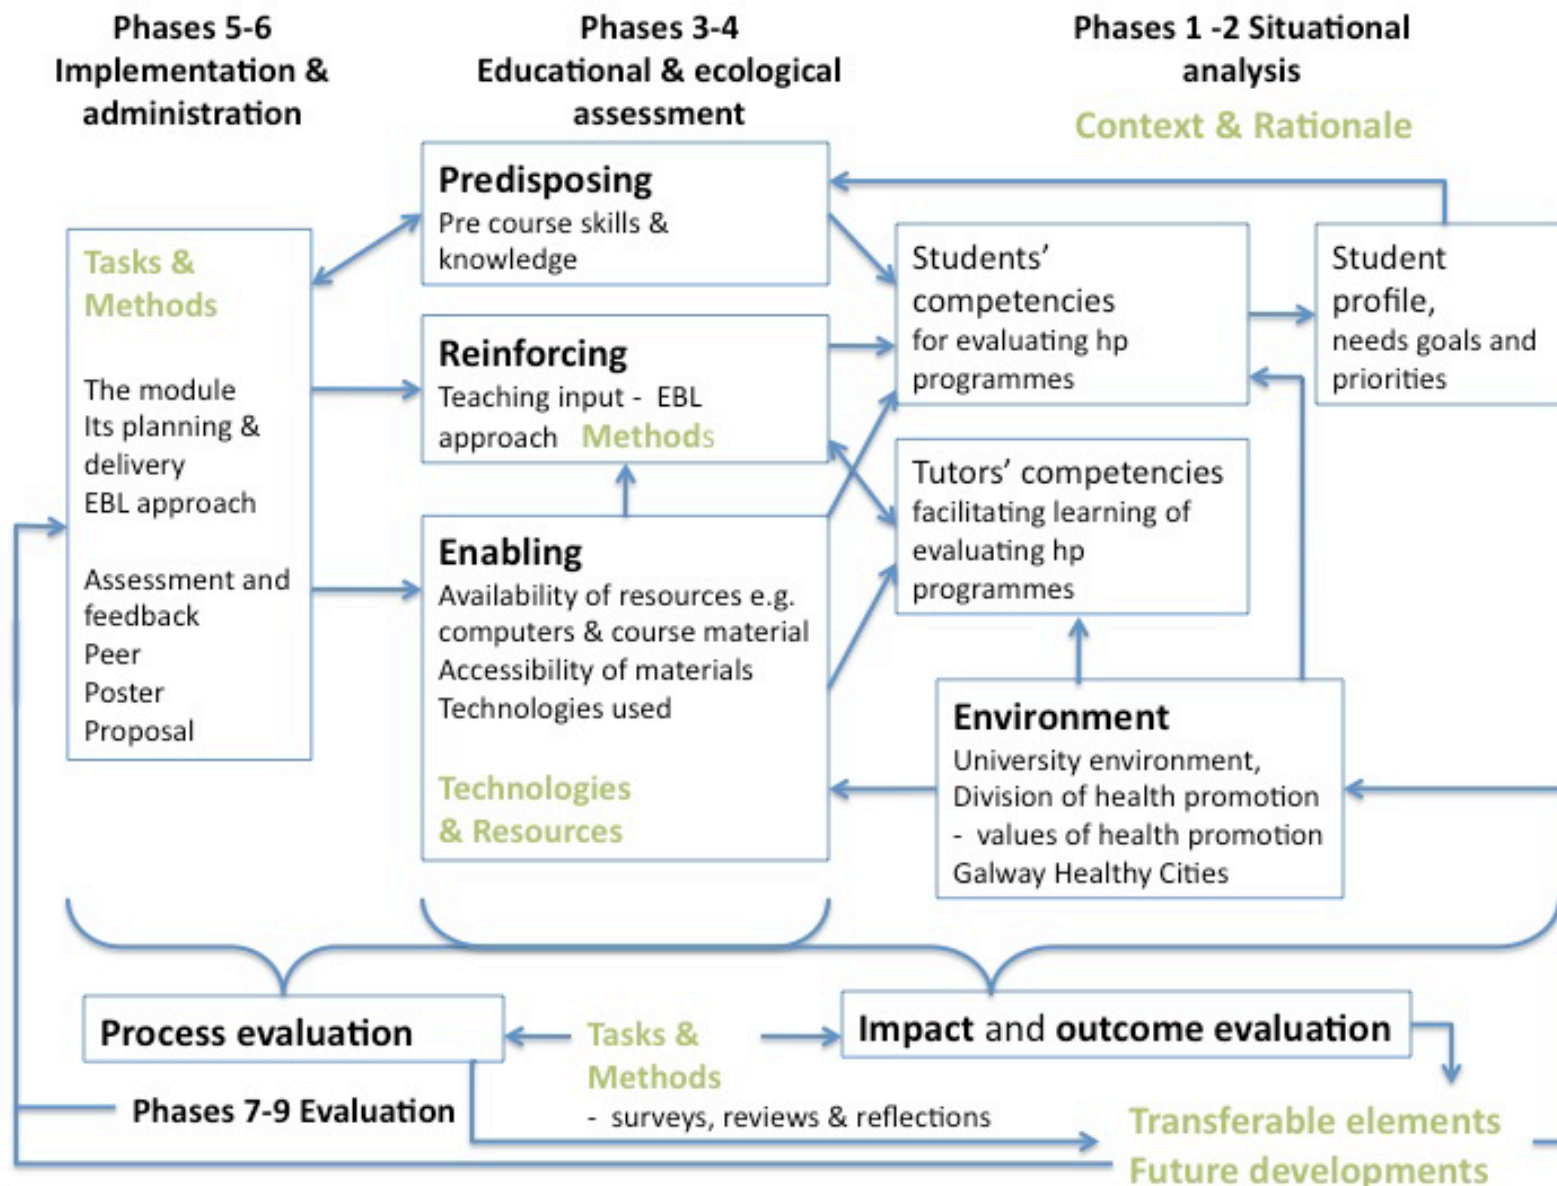 Phases 5-6
Implementation &
administration
Phases 3-4
Educational & ecological
assessment
Phases 1 -2 Situational
analysis
Context & Rationale
Tasks &
Methods
The module
Its planning &
delivery
EBL approach
Assessment and
feedback
Peer
Poster
Proposal
Predisposing
Pre course skills &
knowledge
Reinforcing
Teaching input - EBL
approach Methods
Enabling
Availability of resources e.g.
computers & course material
Accessibility of materials
Technologies used
Technologies
& Resources
Students’
competencies
for evaluating hp
programmes
Tutors’ competencies
facilitating learning of
evaluating hp
programmes
Student
profile,
needs goals and
priorities
Environment
University environment,
Division of health promotion
- values of health promotion
Galway Healthy Cities
Process evaluation
Tasks &
Methods
- surveys, reviews & reflections
Impact and outcome evaluation
Phases 7-9 Evaluation
Transferable elements
Future developments